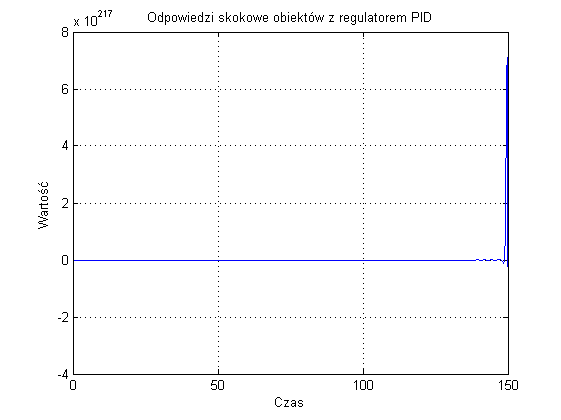 Odpowiedzi skokowe obiektów z regulatorem PID
x 10^217
8
6
4
2
0
-2
-4
Wartość
0 50 100 150
Czas